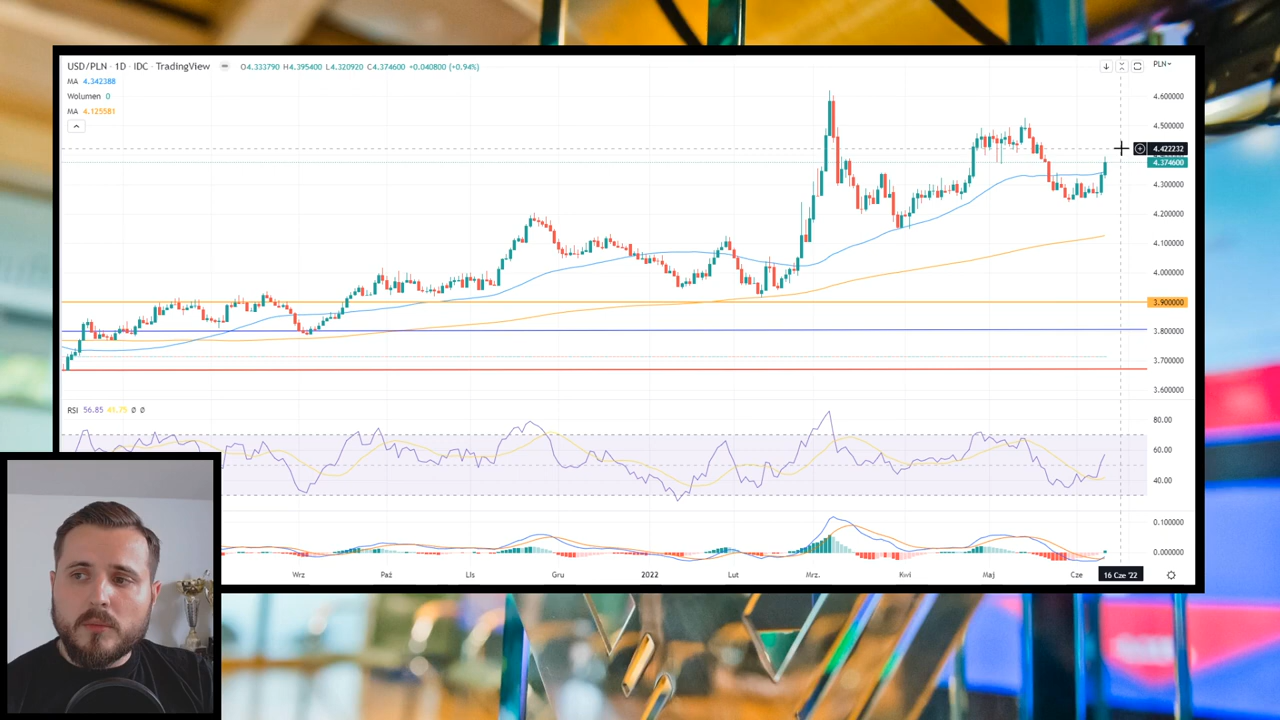 USD/PLN · 1D · IDC · TradingView O4.333790 H4.395400 L4.320920 C4.374600 +0.040800 (+0.94%)
PLN
MA 4.342388
Wolumen 0
MA 4.125581
4.600000
4.500000
4.422232
4.374600
4.300000
4.200000
4.100000
4.000000
3.900000
3.800000
3.700000
3.600000
RSI 56.85 41.75 Ø Ø
80.00
60.00
40.00
0.100000
0.000000
Wrz Paź Lis Gru 2022 Lut Mrz. Kwi Maj Cze 16 Cze '22